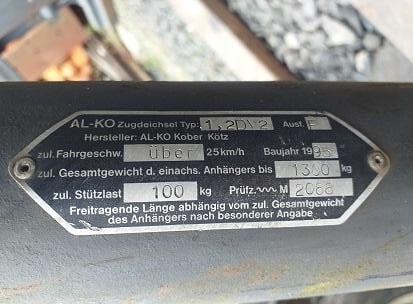 AL-KO Zugdeichsel Typ: 1,2DV2 Ausf. F
Hersteller: AL-KO Kober Kötz
zul. Fahrgeschw. über 25 km/h Baujahr 1995
zul. Gesamtgewicht d. einachs. Anhängers bis 1300 kg
zul. Stützlast 100 kg Prüfz. M 2088
Freitragende Länge abhängig vom zul. Gesamtgewicht
des Anhängers nach besonderer Angabe